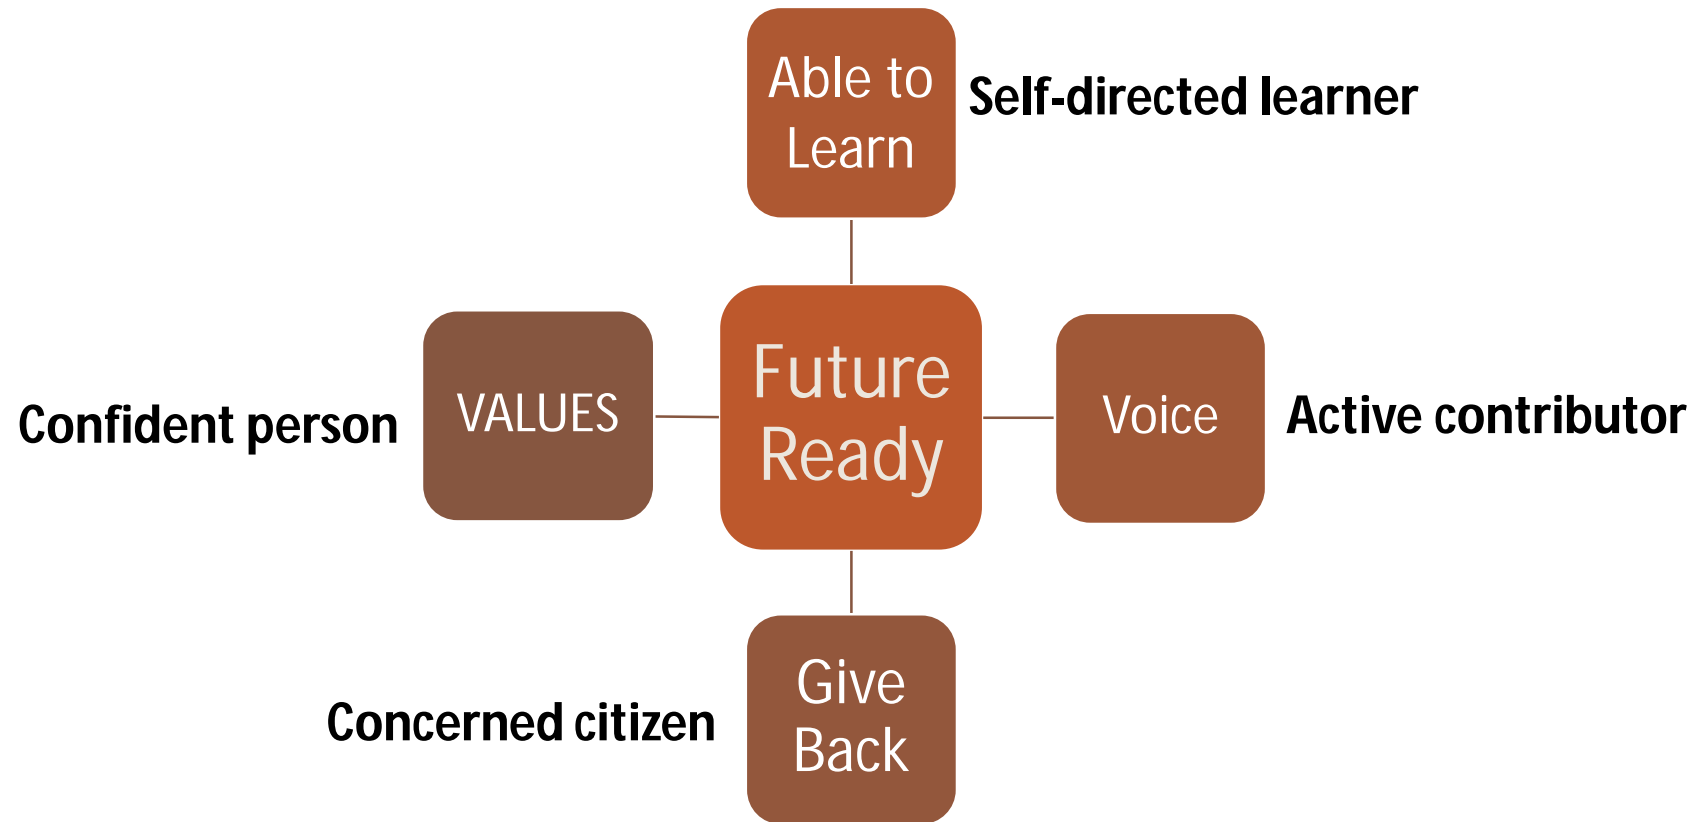 Able to
Learn
Self-directed learner
Confident person
VALUES
Future
Ready
Voice
Active contributor
Concerned citizen
Give
Back